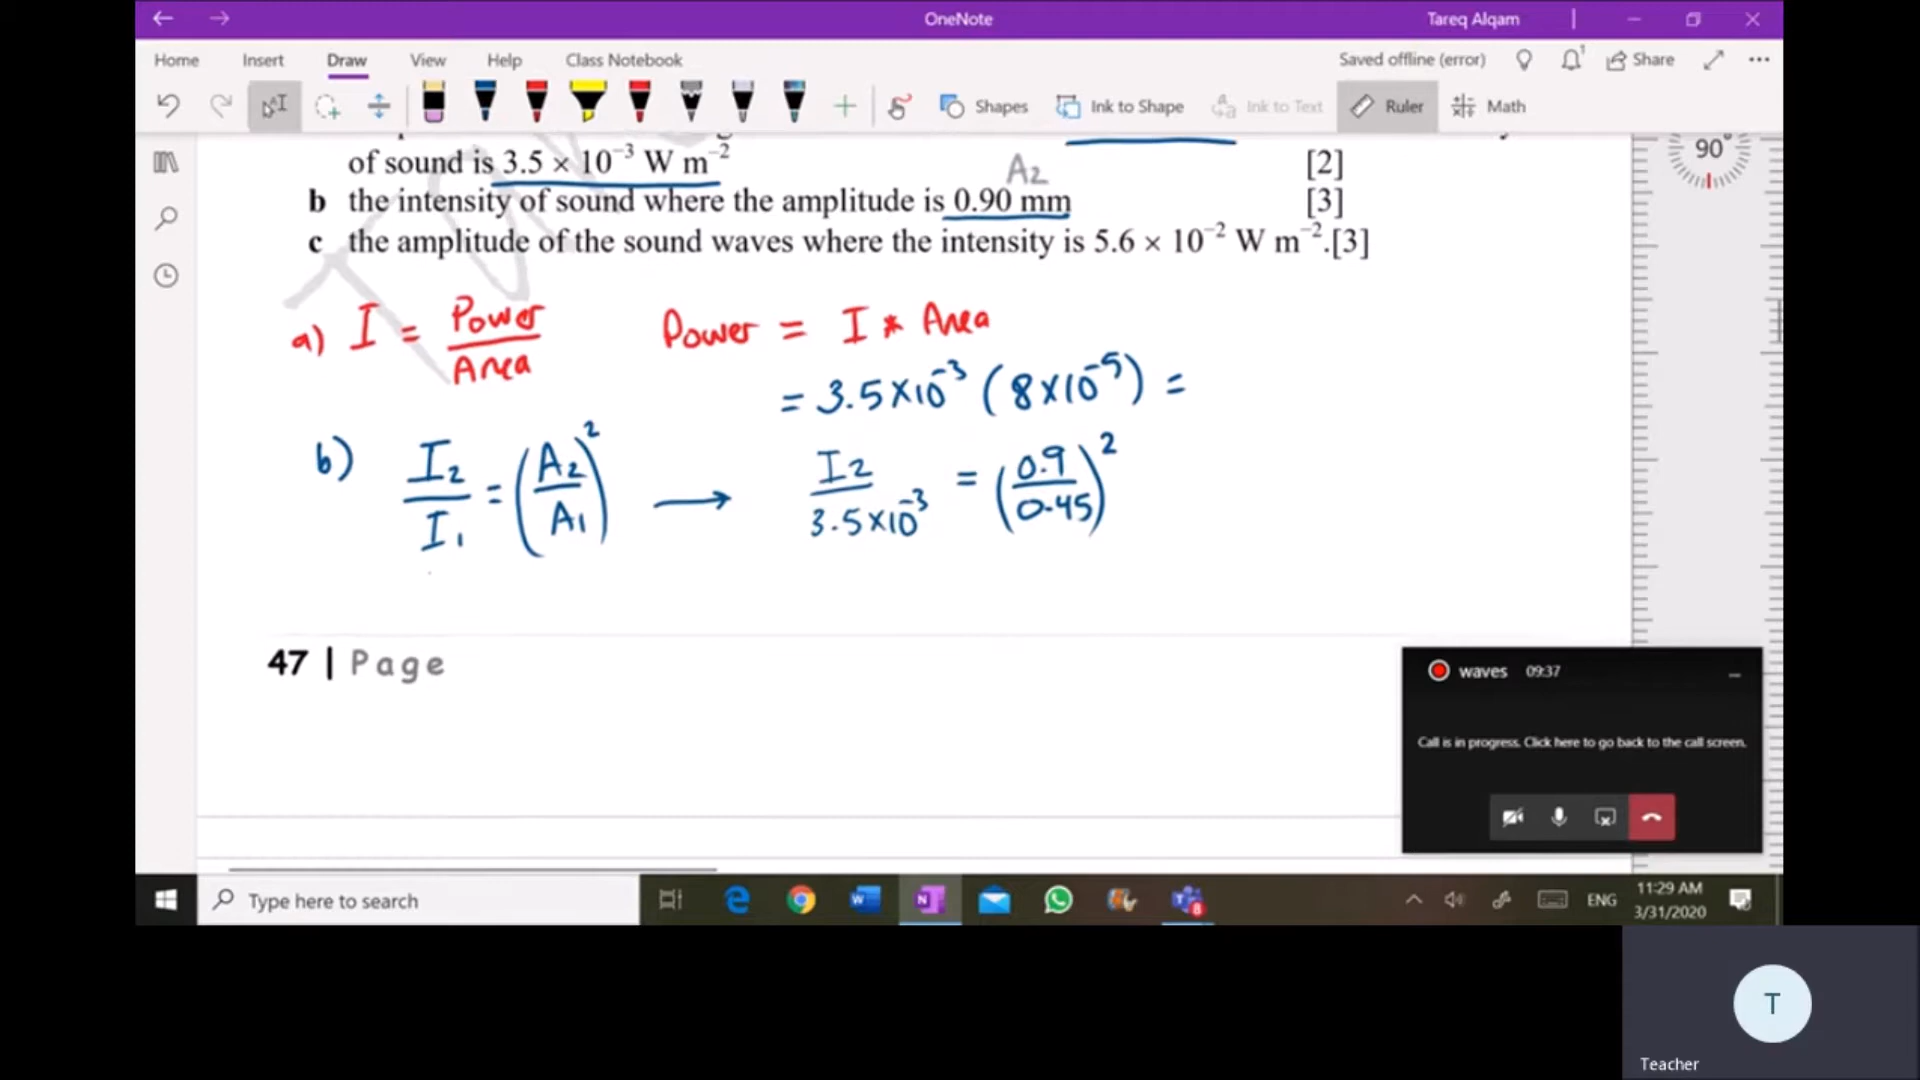 OneNote
Tareq Alqam
Home Insert Draw View Help Class Notebook
Saved offline (error) Share
Shapes Ink to Shape Ink to Text Ruler Math
90°
of sound is 3.5 × 10⁻³ W m⁻² [2]
A2
b the intensity of sound where the amplitude is 0.90 mm [3]
c the amplitude of the sound waves where the intensity is 5.6 × 10⁻² W m⁻².[3]
a) I = Power/Area Power = I * Area
= 3.5×10⁻³ (8×10⁻⁵) =
b) I₂/I₁ = (A₂/A₁)² → I₂/3.5×10⁻³ = (0.9/0.45)²
47 | Page
waves 09:37
Call is in progress. Click here to go back to the call screen.
Type here to search
ENG
11:29 AM
3/31/2020
T
Teacher